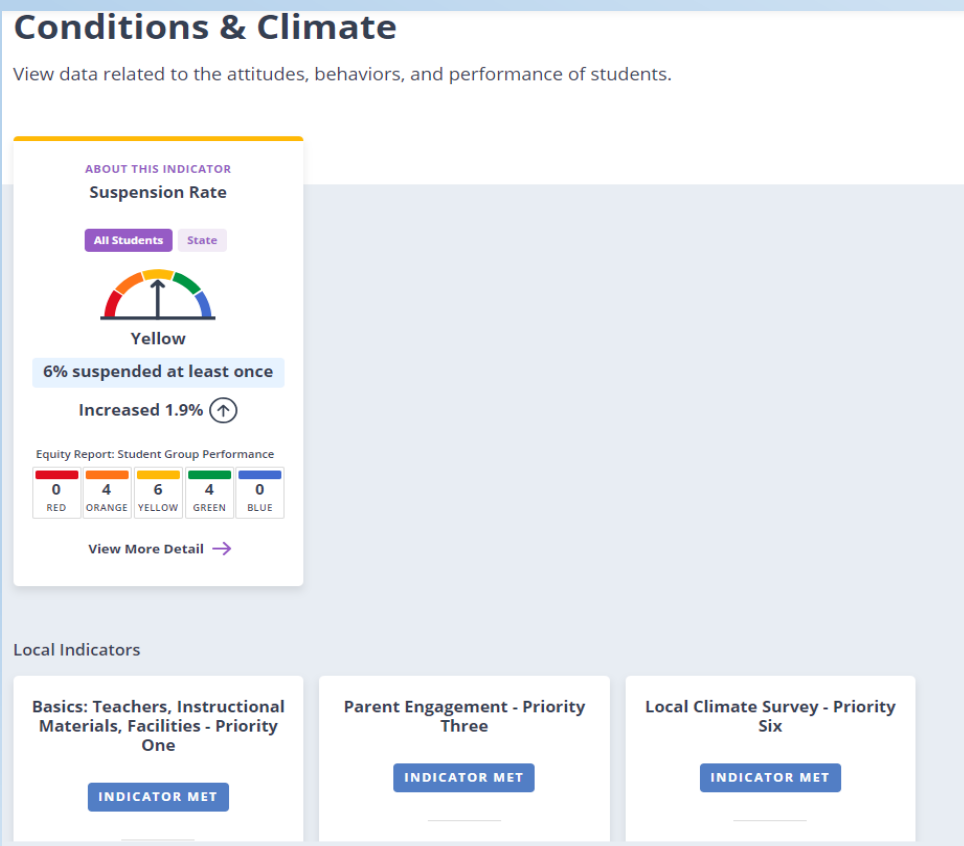 Conditions & Climate
View data related to the attitudes, behaviors, and performance of students.
ABOUT THIS INDICATOR
Suspension Rate
All Students State
Yellow
6% suspended at least once
Increased 1.9%
Equity Report: Student Group Performance
0 4 6 4 0
RED ORANGE YELLOW GREEN BLUE
View More Detail
Local Indicators
Basics: Teachers, Instructional
Materials, Facilities - Priority
One
INDICATOR MET
Parent Engagement - Priority
Three
INDICATOR MET
Local Climate Survey - Priority
Six
INDICATOR MET